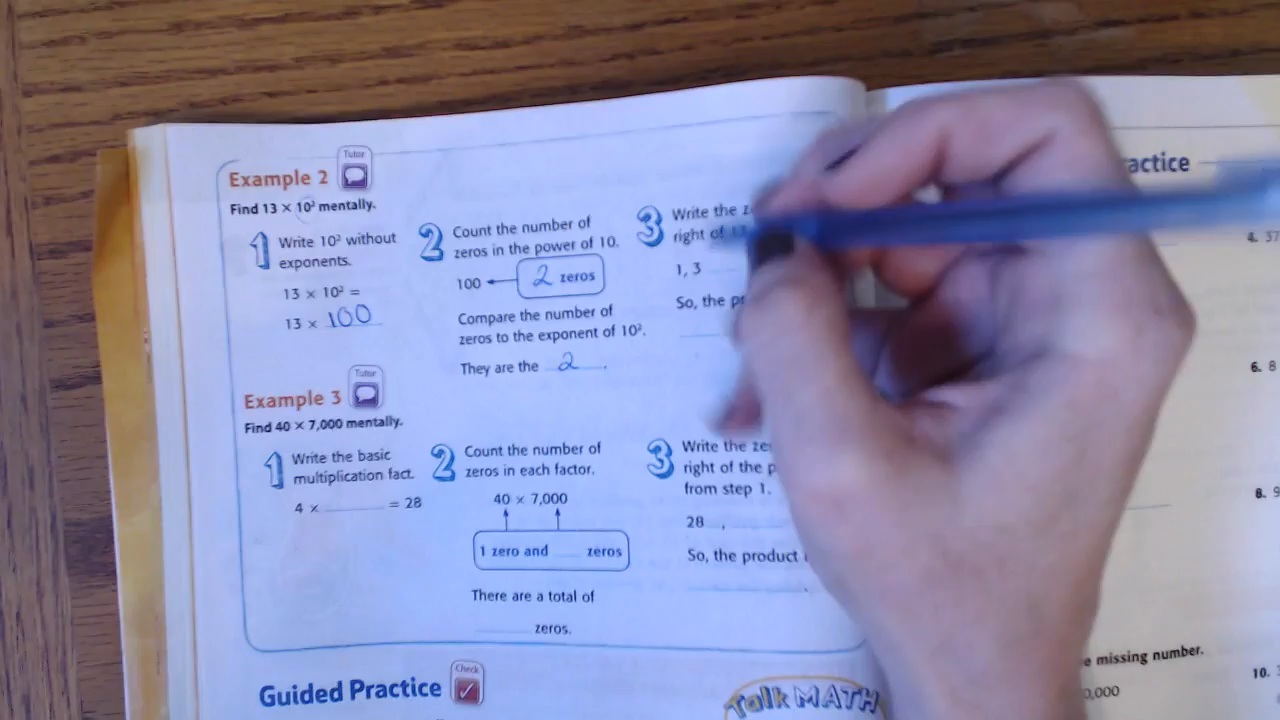 Example 2
Tutor
Find 13 × 10² mentally.
1 Write 10² without
exponents.
13 × 10² =
13 × 100
2 Count the number of
zeros in the power of 10.
100 2 zeros
Compare the number of
zeros to the exponent of 10².
They are the 2.
3 Write the
right of
1, 3
So, the
Example 3
Tutor
Find 40 × 7,000 mentally.
1 Write the basic
multiplication fact.
4 × ____ = 28
2 Count the number of
zeros in each factor.
40 × 7,000
1 zero and ___ zeros
There are a total of
____ zeros.
3 Write the
right of the
from step 1.
28 ,
So, the product
Guided Practice
Check
Talk MATH
4. 37
6. 8
8. 9
missing number.
10.